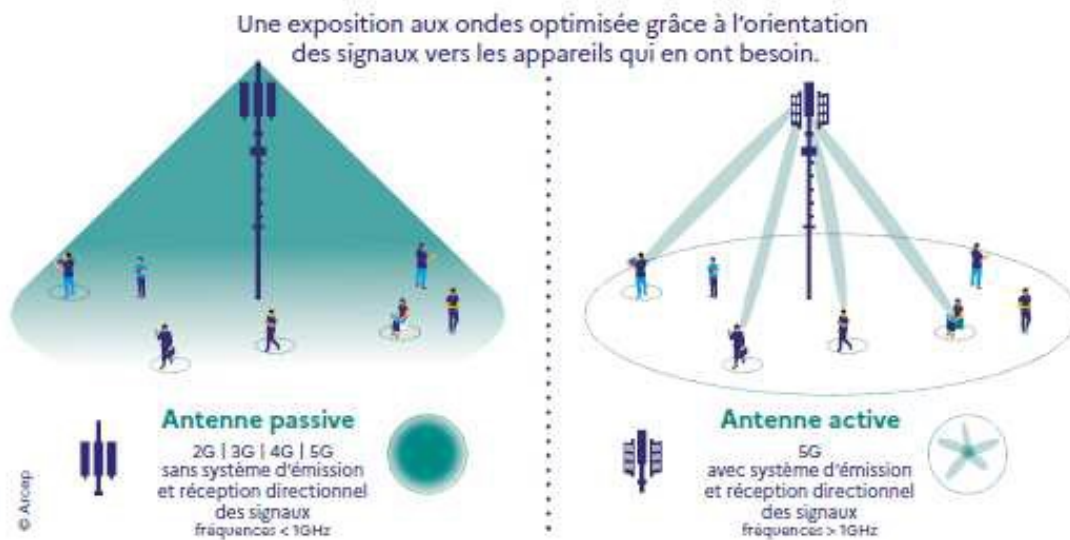 Une exposition aux ondes optimisée grâce à l'orientation
des signaux vers les appareils qui en ont besoin.
Antenne passive
2G | 3G | 4G | 5G
sans système d'émission
et réception directionnel
des signaux
fréquences < 1GHz
Antenne active
5G
avec système d'émission
et réception directionnel
des signaux
fréquences > 1GHz
© Arcep